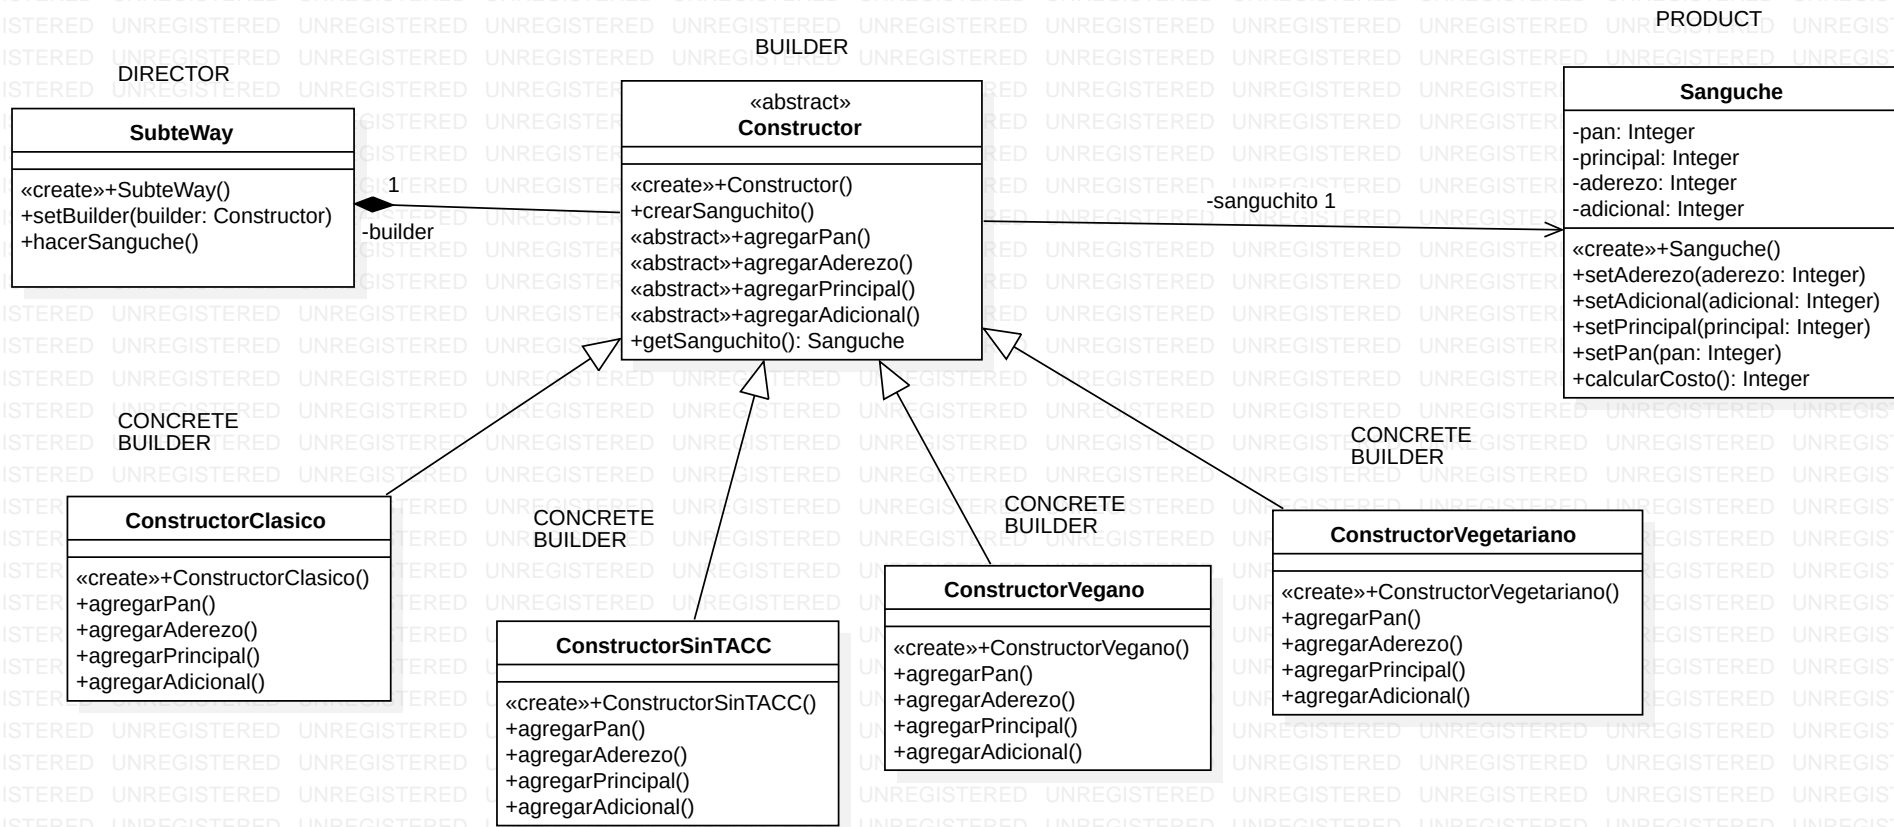 PRODUCT
BUILDER
DIRECTOR
SubteWay
«create»+SubteWay()
+setBuilder(builder: Constructor)
+hacerSanguche()
1
-builder
«abstract»
Constructor
«create»+Constructor()
+crearSanguchito()
«abstract»+agregarPan()
«abstract»+agregarAderezo()
«abstract»+agregarPrincipal()
«abstract»+agregarAdicional()
+getSanguchito(): Sanguche
-sanguchito 1
Sanguche
-pan: Integer
-principal: Integer
-aderezo: Integer
-adicional: Integer
«create»+Sanguche()
+setAderezo(aderezo: Integer)
+setAdicional(adicional: Integer)
+setPrincipal(principal: Integer)
+setPan(pan: Integer)
+calcularCosto(): Integer
CONCRETE
BUILDER
ConstructorClasico
«create»+ConstructorClasico()
+agregarPan()
+agregarAderezo()
+agregarPrincipal()
+agregarAdicional()
CONCRETE
BUILDER
ConstructorSinTACC
«create»+ConstructorSinTACC()
+agregarPan()
+agregarAderezo()
+agregarPrincipal()
+agregarAdicional()
CONCRETE
BUILDER
ConstructorVegano
«create»+ConstructorVegano()
+agregarPan()
+agregarAderezo()
+agregarPrincipal()
+agregarAdicional()
CONCRETE
BUILDER
ConstructorVegetariano
«create»+ConstructorVegetariano()
+agregarPan()
+agregarAderezo()
+agregarPrincipal()
+agregarAdicional()
UNREGISTERED